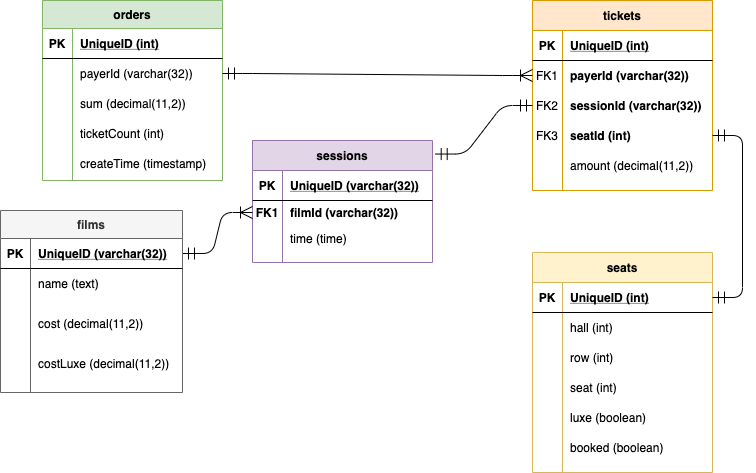 orders
PK UniqueID (int)
payerId (varchar(32))
sum (decimal(11,2))
ticketCount (int)
createTime (timestamp)
tickets
PK UniqueID (int)
FK1 payerId (varchar(32))
FK2 sessionId (varchar(32))
FK3 seatId (int)
amount (decimal(11,2))
sessions
PK UniqueID (varchar(32))
FK1 filmId (varchar(32))
time (time)
films
PK UniqueID (varchar(32))
name (text)
cost (decimal(11,2))
costLuxe (decimal(11,2))
seats
PK UniqueID (int)
hall (int)
row (int)
seat (int)
luxe (boolean)
booked (boolean)